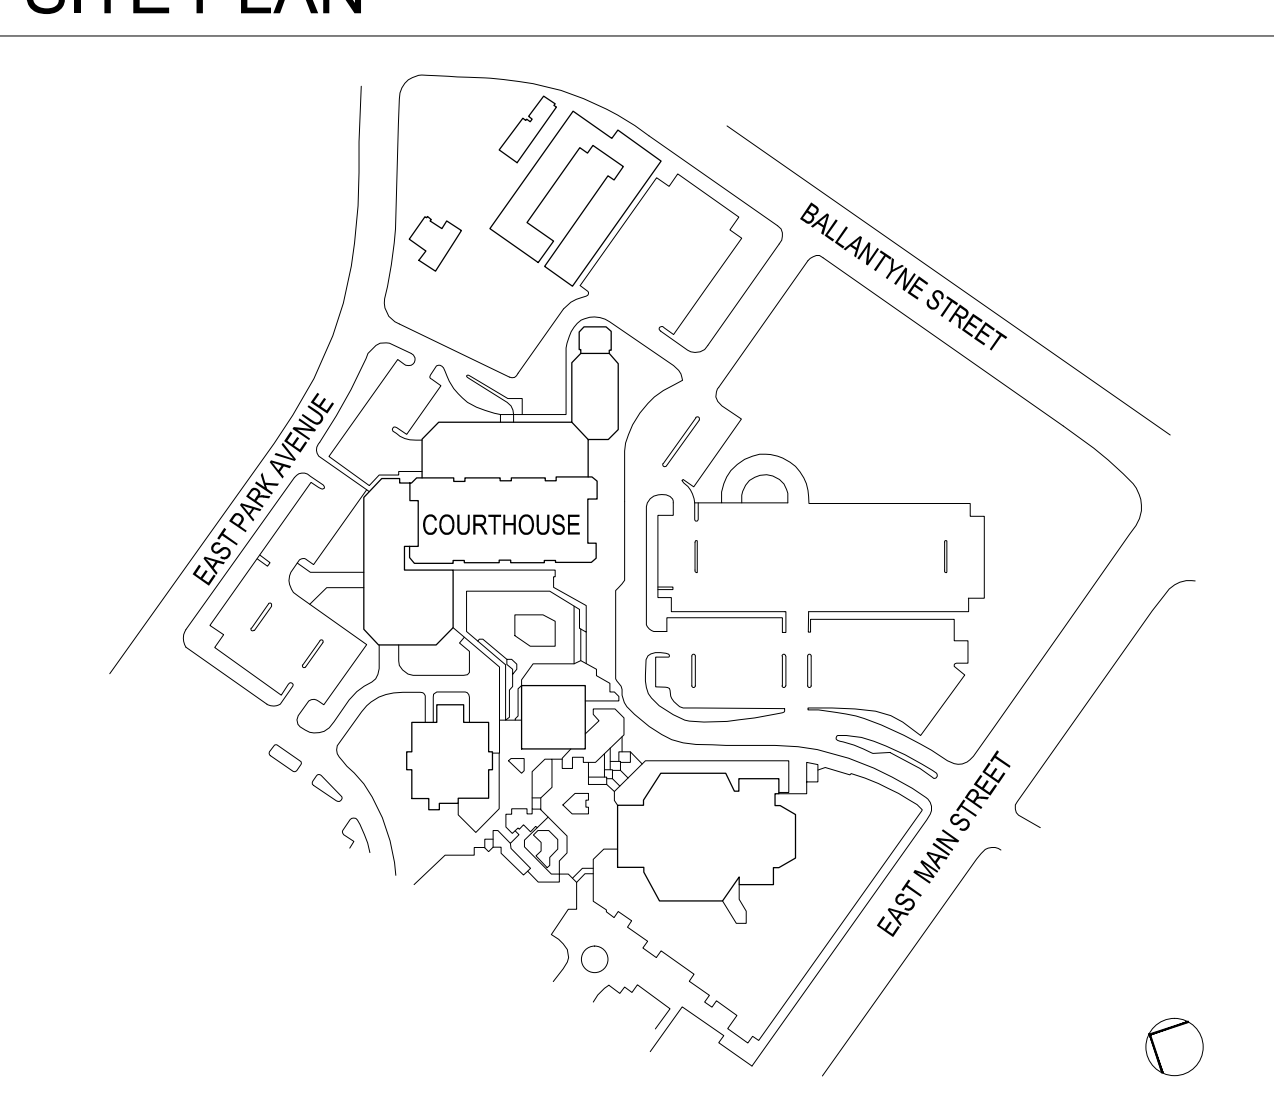 SITE PLAN
BALLANTYNE STREET
EAST PARK AVENUE
COURTHOUSE
EAST MAIN STREET